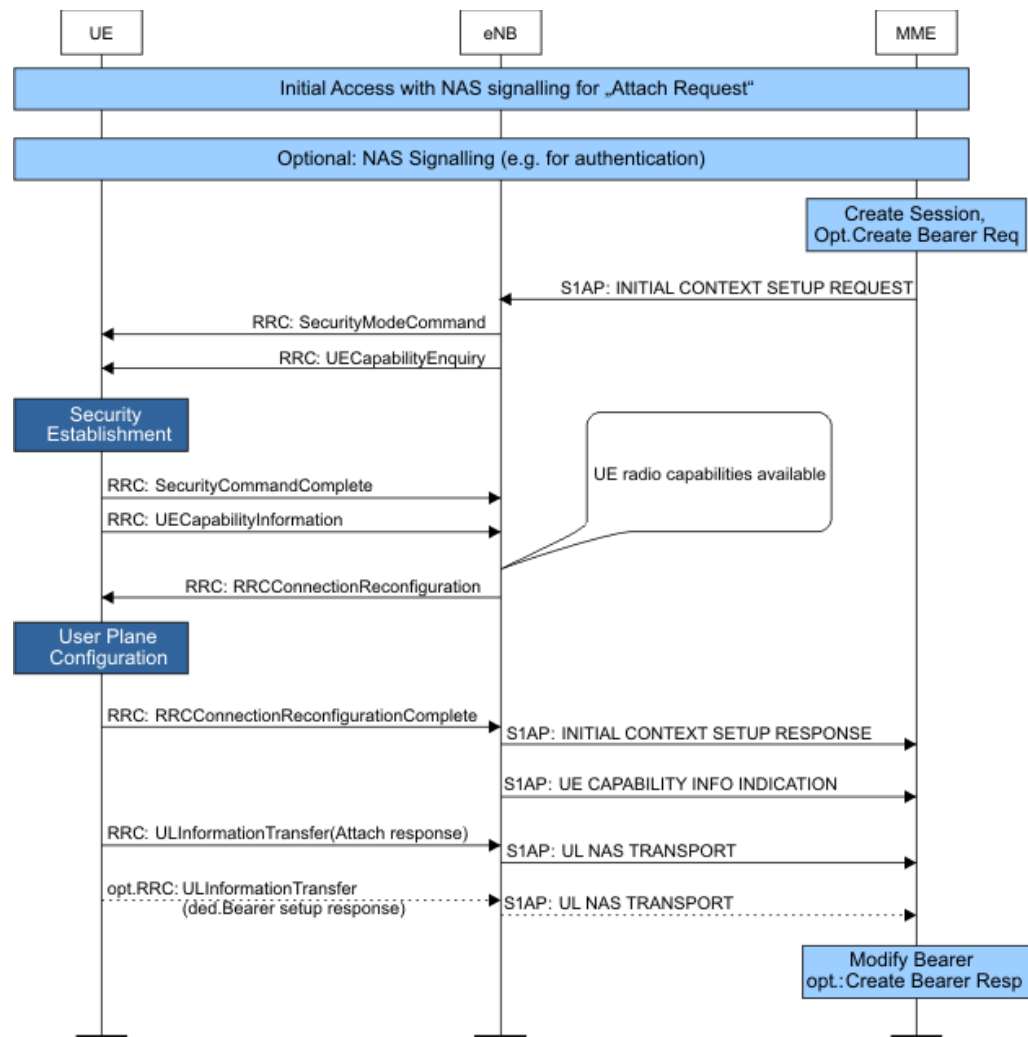 UE
eNB
MME
Initial Access with NAS signalling for „Attach Request“
Optional: NAS Signalling (e.g. for authentication)
Create Session,
Opt.Create Bearer Req
S1AP: INITIAL CONTEXT SETUP REQUEST
RRC: SecurityModeCommand
RRC: UECapabilityEnquiry
Security
Establishment
UE radio capabilities available
RRC: SecurityCommandComplete
RRC: UECapabilityInformation
RRC: RRCConnectionReconfiguration
User Plane
Configuration
RRC: RRCConnectionReconfigurationComplete
S1AP: INITIAL CONTEXT SETUP RESPONSE
S1AP: UE CAPABILITY INFO INDICATION
RRC: ULInformationTransfer(Attach response)
S1AP: UL NAS TRANSPORT
opt.RRC: ULInformationTransfer
(ded.Bearer setup response)
S1AP: UL NAS TRANSPORT
Modify Bearer
opt.:Create Bearer Resp